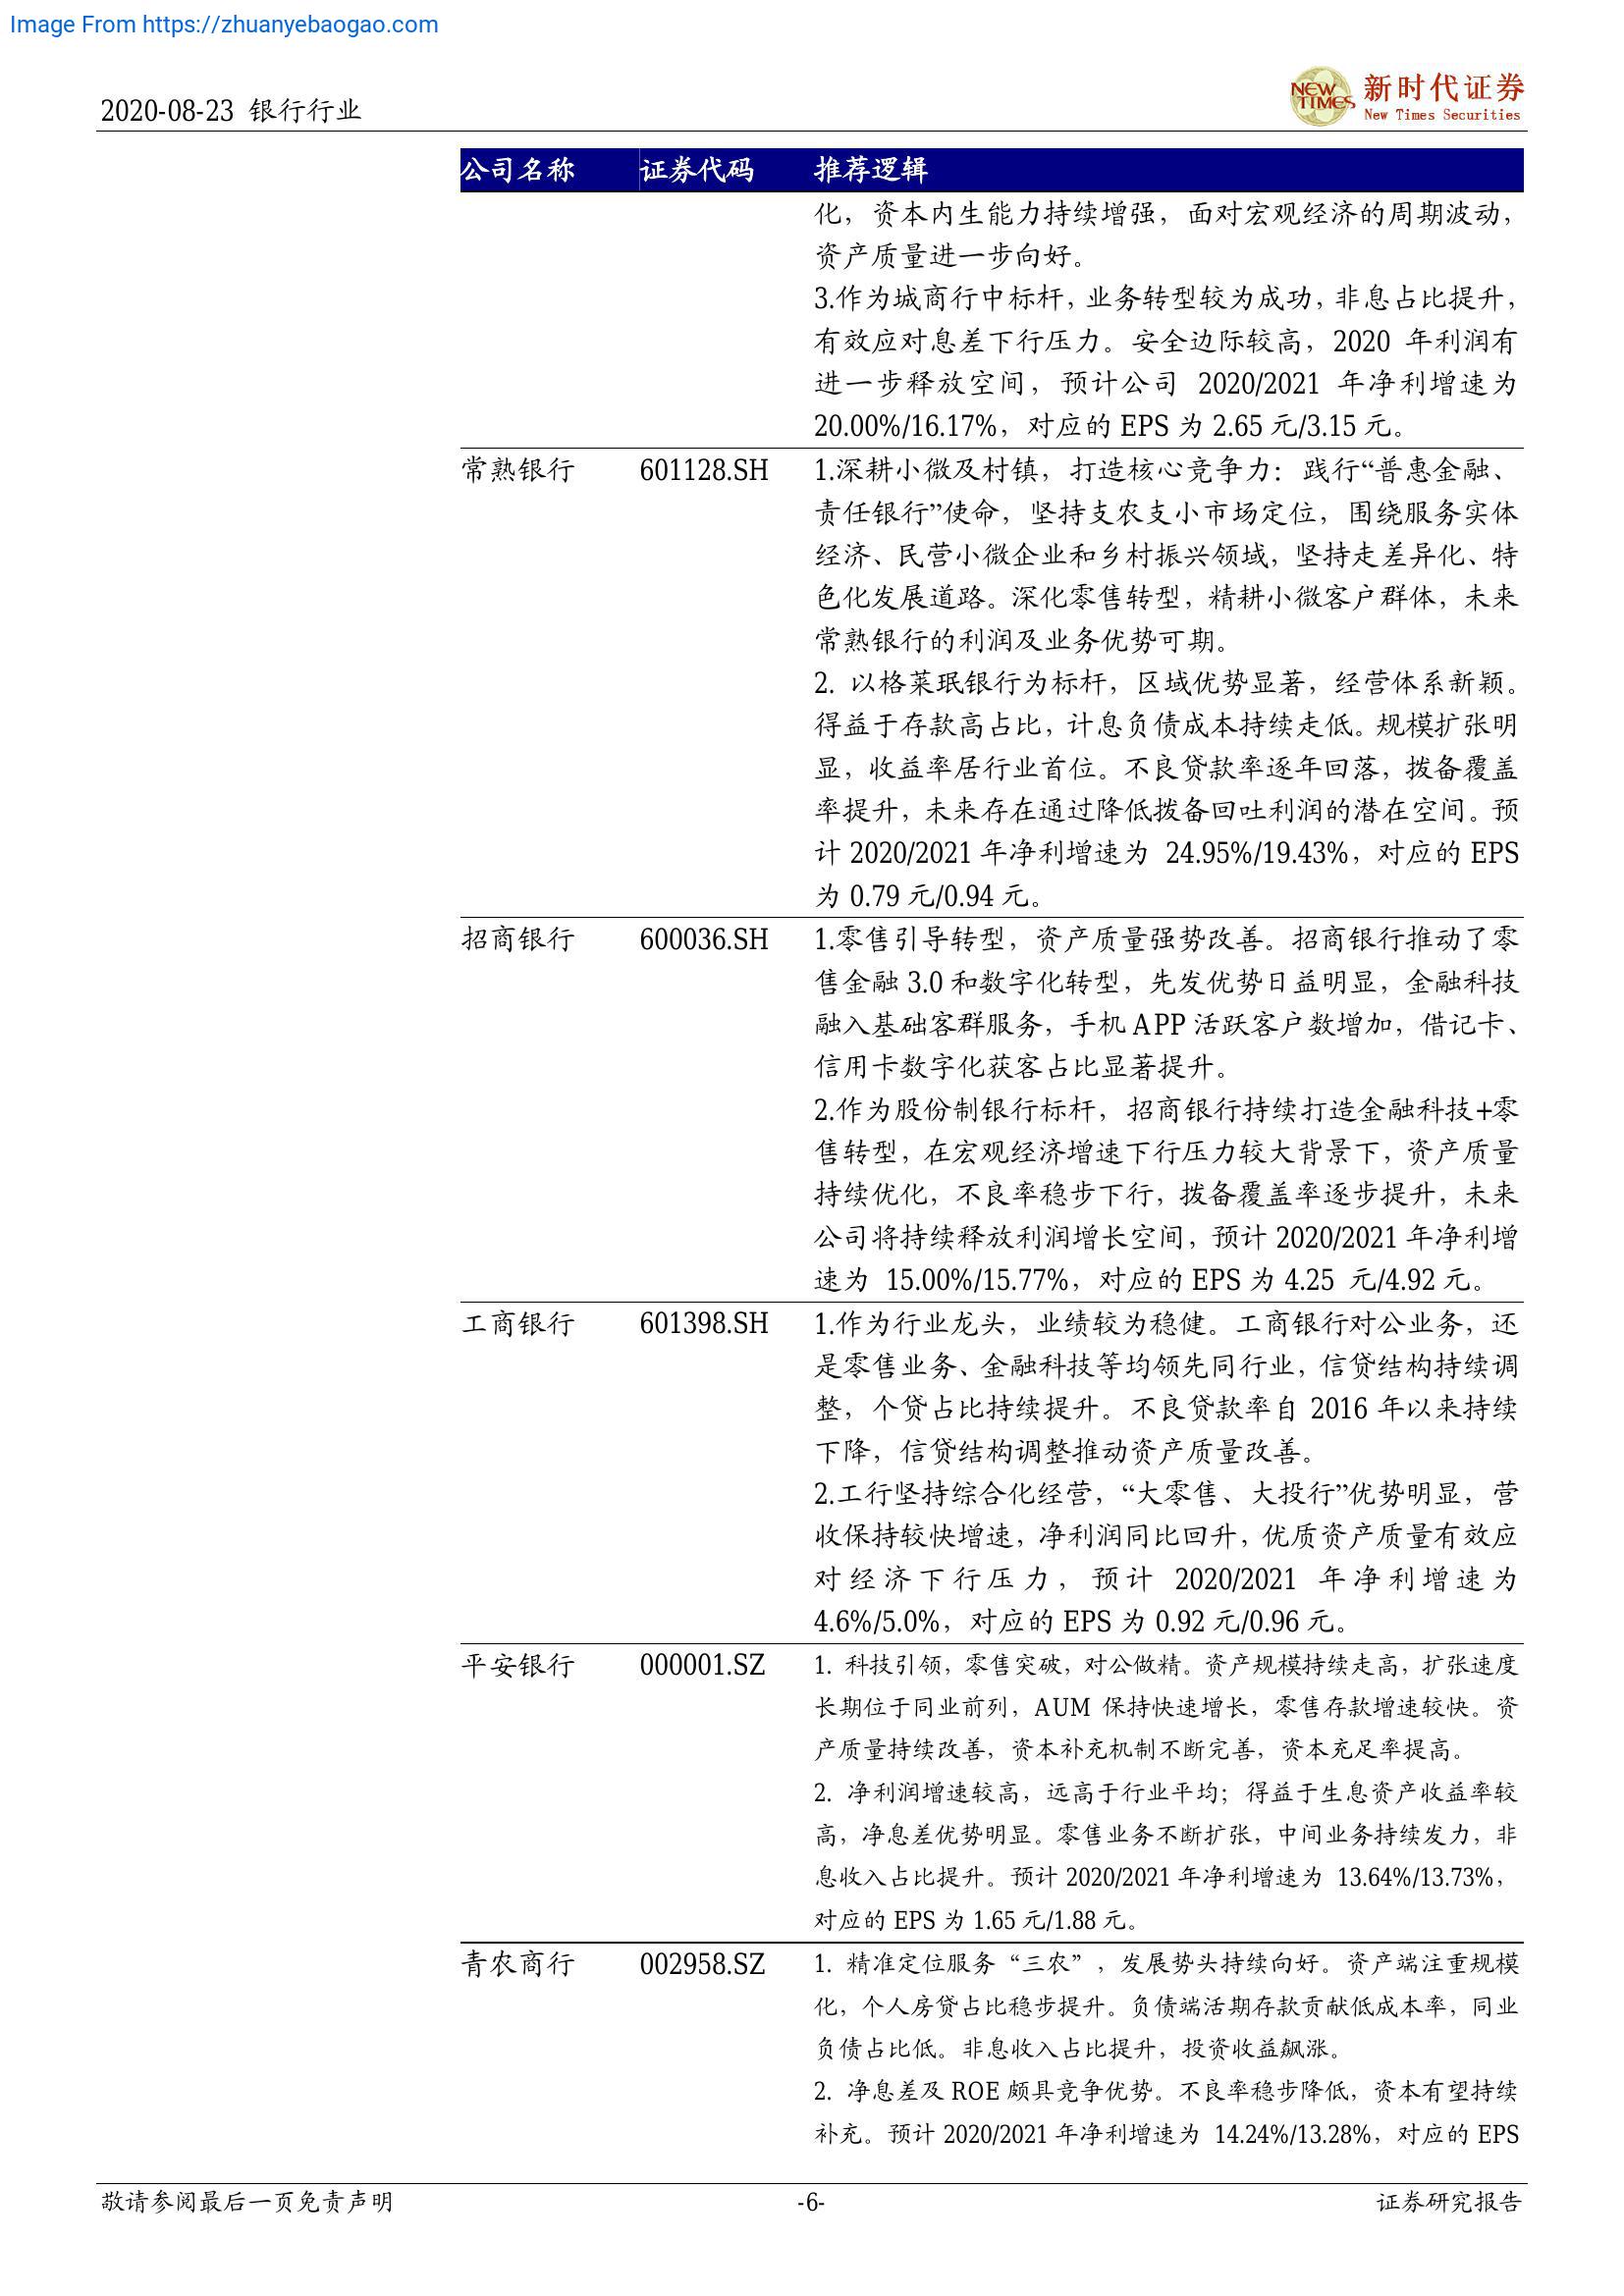 Image From https://zhuanyebaogao.com
2020-08-23 银行行业
NEW TIMES 新时代证券
New Times Securities
公司名称 证券代码 推荐逻辑
化，资本内生能力持续增强，面对宏观经济的周期波动，
资产质量进一步向好。
3.作为城商行中标杆，业务转型较为成功，非息占比提升，
有效应对息差下行压力。安全边际较高，2020 年利润有
进一步释放空间，预计公司 2020/2021 年净利增速为
20.00%/16.17%，对应的 EPS 为 2.65 元/3.15 元。
常熟银行 601128.SH 1.深耕小微及村镇，打造核心竞争力：践行“普惠金融、
责任银行”使命，坚持支农支小市场定位，围绕服务实体
经济、民营小微企业和乡村振兴领域，坚持走差异化、特
色化发展道路。深化零售转型，精耕小微客户群体，未来
常熟银行的利润及业务优势可期。
2. 以格莱珉银行为标杆，区域优势显著，经营体系新颖。
得益于存款高占比，计息负债成本持续走低。规模扩张明
显，收益率居行业首位。不良贷款率逐年回落，拨备覆盖
率提升，未来存在通过降低拨备回吐利润的潜在空间。预
计 2020/2021 年净利增速为 24.95%/19.43%，对应的 EPS
为 0.79 元/0.94 元。
招商银行 600036.SH 1.零售引导转型，资产质量强势改善。招商银行推动了零
售金融 3.0 和数字化转型，先发优势日益明显，金融科技
融入基础客群服务，手机 APP 活跃客户数增加，借记卡、
信用卡数字化获客占比显著提升。
2.作为股份制银行标杆，招商银行持续打造金融科技+零
售转型，在宏观经济增速下行压力较大背景下，资产质量
持续优化，不良率稳步下行，拨备覆盖率逐步提升，未来
公司将持续释放利润增长空间，预计 2020/2021 年净利增
速为 15.00%/15.77%，对应的 EPS 为 4.25 元/4.92 元。
工商银行 601398.SH 1.作为行业龙头，业绩较为稳健。工商银行对公业务，还
是零售业务、金融科技等均领先同行业，信贷结构持续调
整，个贷占比持续提升。不良贷款率自 2016 年以来持续
下降，信贷结构调整推动资产质量改善。
2.工行坚持综合化经营，“大零售、大投行”优势明显，营
收保持较快增速，净利润同比回升，优质资产质量有效应
对经济下行压力，预计 2020/2021 年净利增速为
4.6%/5.0%，对应的 EPS 为 0.92 元/0.96 元。
平安银行 000001.SZ 1. 科技引领，零售突破，对公做精。资产规模持续走高，扩张速度
长期位于同业前列，AUM 保持快速增长，零售存款增速较快。资
产质量持续改善，资本补充机制不断完善，资本充足率提高。
2. 净利润增速较高，远高于行业平均；得益于生息资产收益率较
高，净息差优势明显。零售业务不断扩张，中间业务持续发力，非
息收入占比提升。预计 2020/2021 年净利增速为 13.64%/13.73%，
对应的 EPS 为 1.65 元/1.88 元。
青农商行 002958.SZ 1. 精准定位服务“三农”，发展势头持续向好。资产端注重规模
化，个人房贷占比稳步提升。负债端活期存款贡献低成本率，同业
负债占比低。非息收入占比提升，投资收益飙涨。
2. 净息差及 ROE 颇具竞争优势。不良率稳步降低，资本有望持续
补充。预计 2020/2021 年净利增速为 14.24%/13.28%，对应的 EPS
敬请参阅最后一页免责声明 -6- 证券研究报告